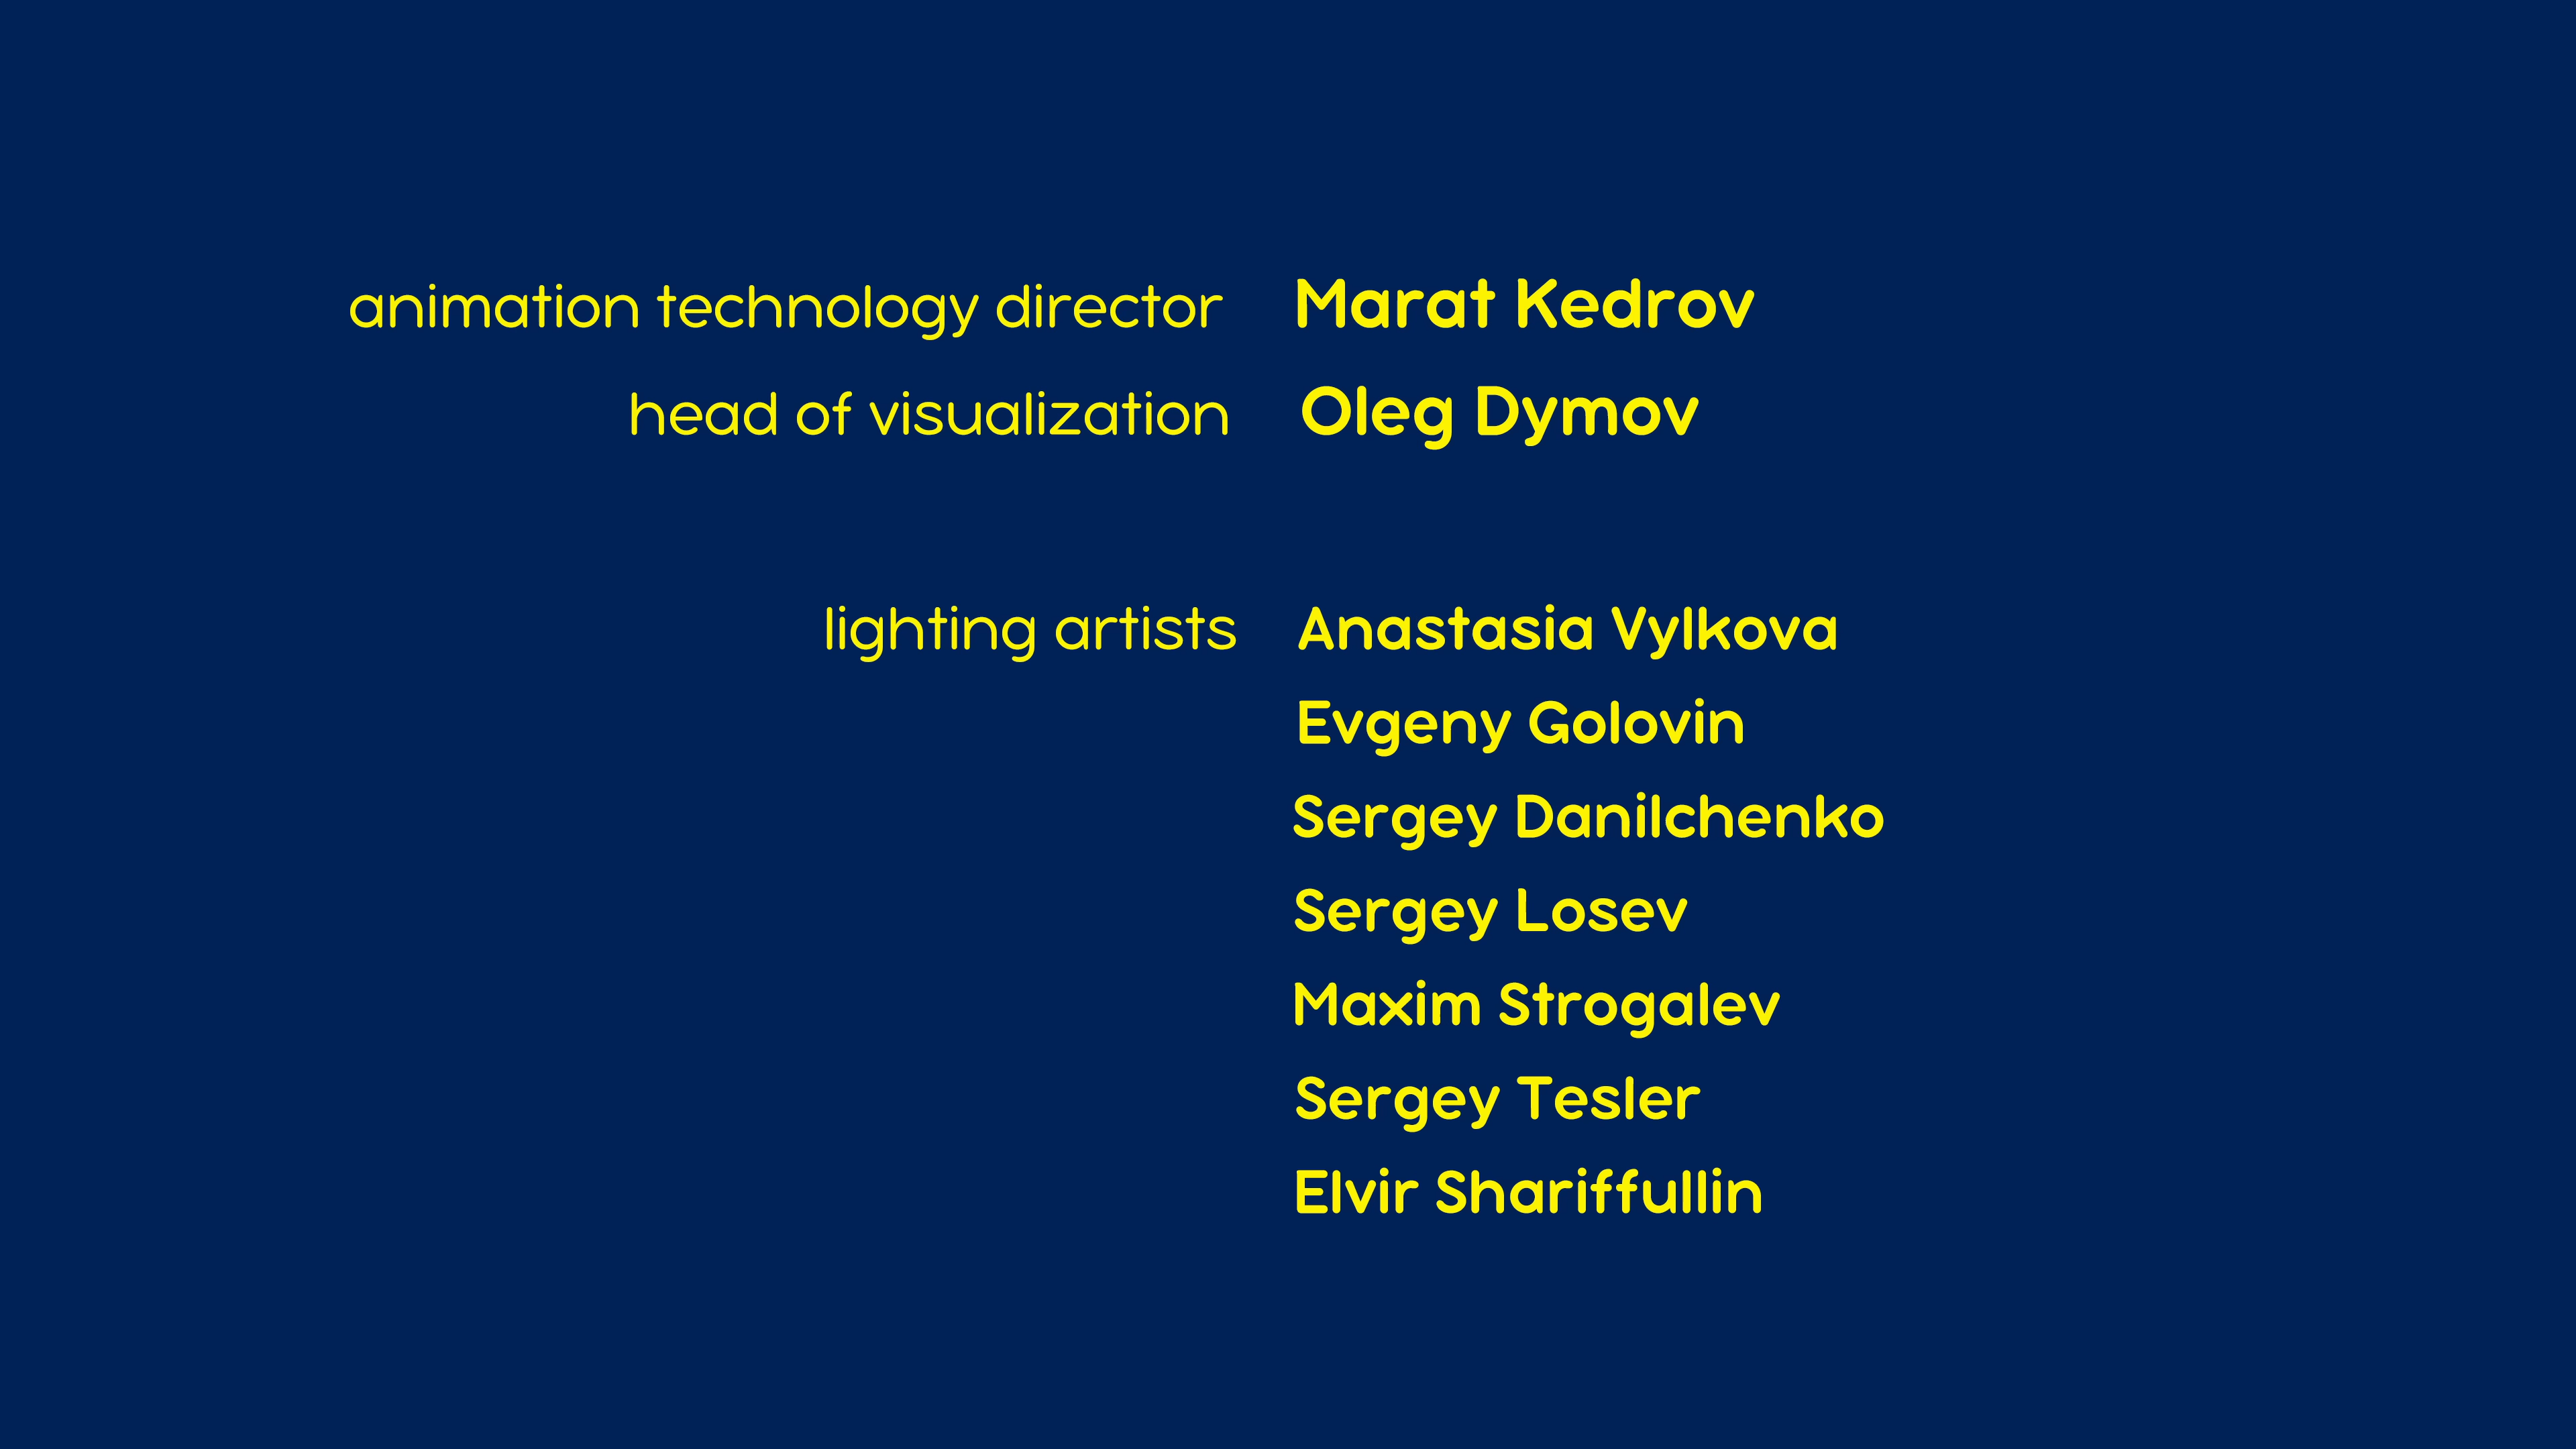 animation technology director Marat Kedrov
head of visualization Oleg Dymov
lighting artists Anastasia Vylkova
Evgeny Golovin
Sergey Danilchenko
Sergey Losev
Maxim Strogalev
Sergey Tesler
Elvir Shariffullin